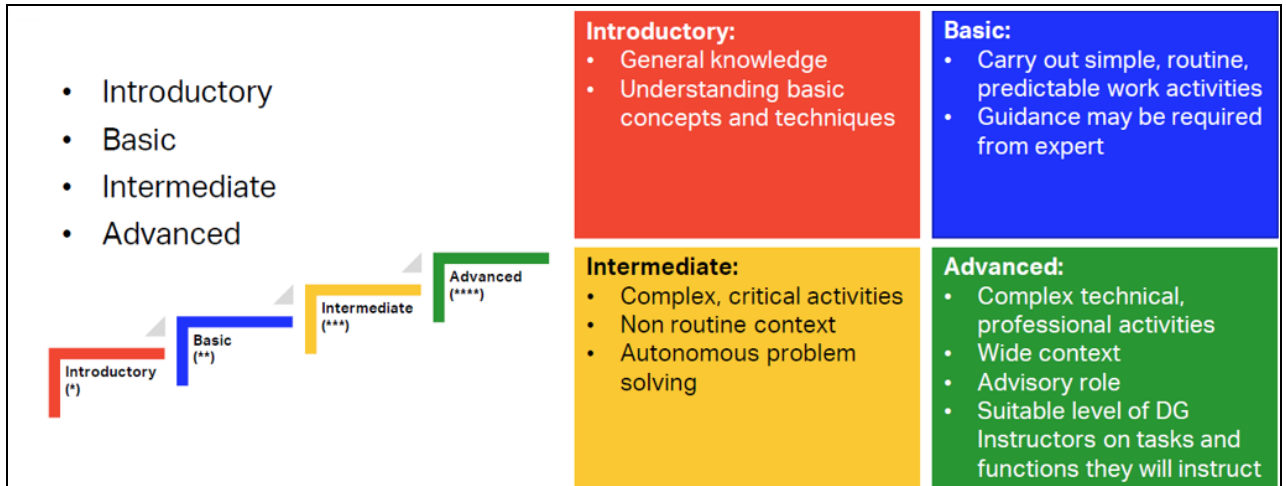 • Introductory
• Basic
• Intermediate
• Advanced
Introductory
(*)
Basic
(**)
Intermediate
(***)
Advanced
(****)
Introductory:
• General knowledge
• Understanding basic
concepts and techniques
Basic:
• Carry out simple, routine,
predictable work activities
• Guidance may be required
from expert
Intermediate:
• Complex, critical activities
• Non routine context
• Autonomous problem
solving
Advanced:
• Complex technical,
professional activities
• Wide context
• Advisory role
• Suitable level of DG
Instructors on tasks and
functions they will instruct